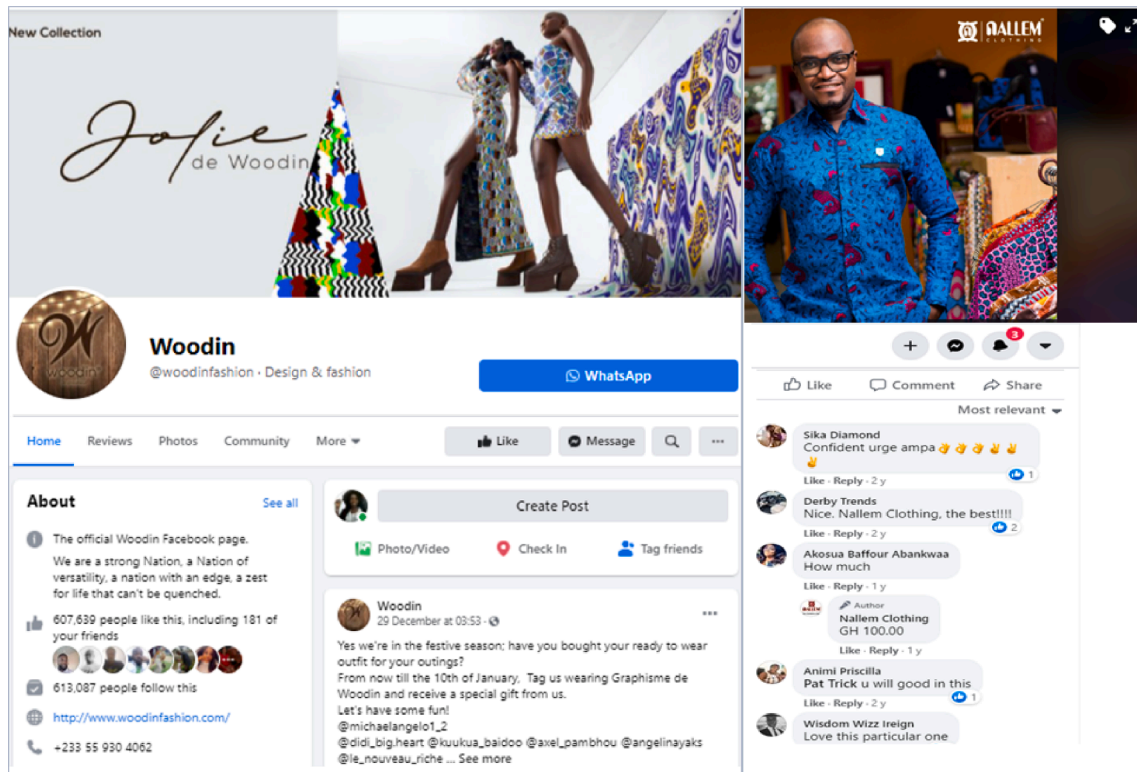 New Collection
Jolie
de Woodin
W
woodin
Woodin
@woodinfashion · Design & fashion
WhatsApp
Home Reviews Photos Community More
Like Message
About See all
The official Woodin Facebook page.
We are a strong Nation, a Nation of
versatility, a nation with an edge, a zest
for life that can't be quenched.
607,639 people like this, including 181 of
your friends
613,087 people follow this
http://www.woodinfashion.com/
+233 55 930 4062
Create Post
Photo/Video Check In Tag friends
Woodin
29 December at 03:53 ·
Yes we're in the festive season; have you bought your ready to wear
outfit for your outings?
From now till the 10th of January, Tag us wearing Graphisme de
Woodin and receive a special gift from us.
Let's have some fun!
@michaelangelo1_2
@didi_big.heart @kuukua_baidoo @axel_pambhou @angelinayaks
@le_nouveau_riche ... See more
NALLEM
CLOTHING
3
Like Comment Share
Most relevant
Sika Diamond
Confident urge ampa 👌👌👌✌✌
✌
1
Like · Reply · 2 y
Derby Trends
Nice. Nallem Clothing, the best!!!!
2
Like · Reply · 2 y
Akosua Baffour Abankwaa
How much
Like · Reply · 1 y
Author
Nallem Clothing
GH 100.00
Like · Reply · 1 y
Animi Priscilla
Pat Trick u will good in this
1
Like · Reply · 2 y
Wisdom Wizz Ireign
Love this particular one